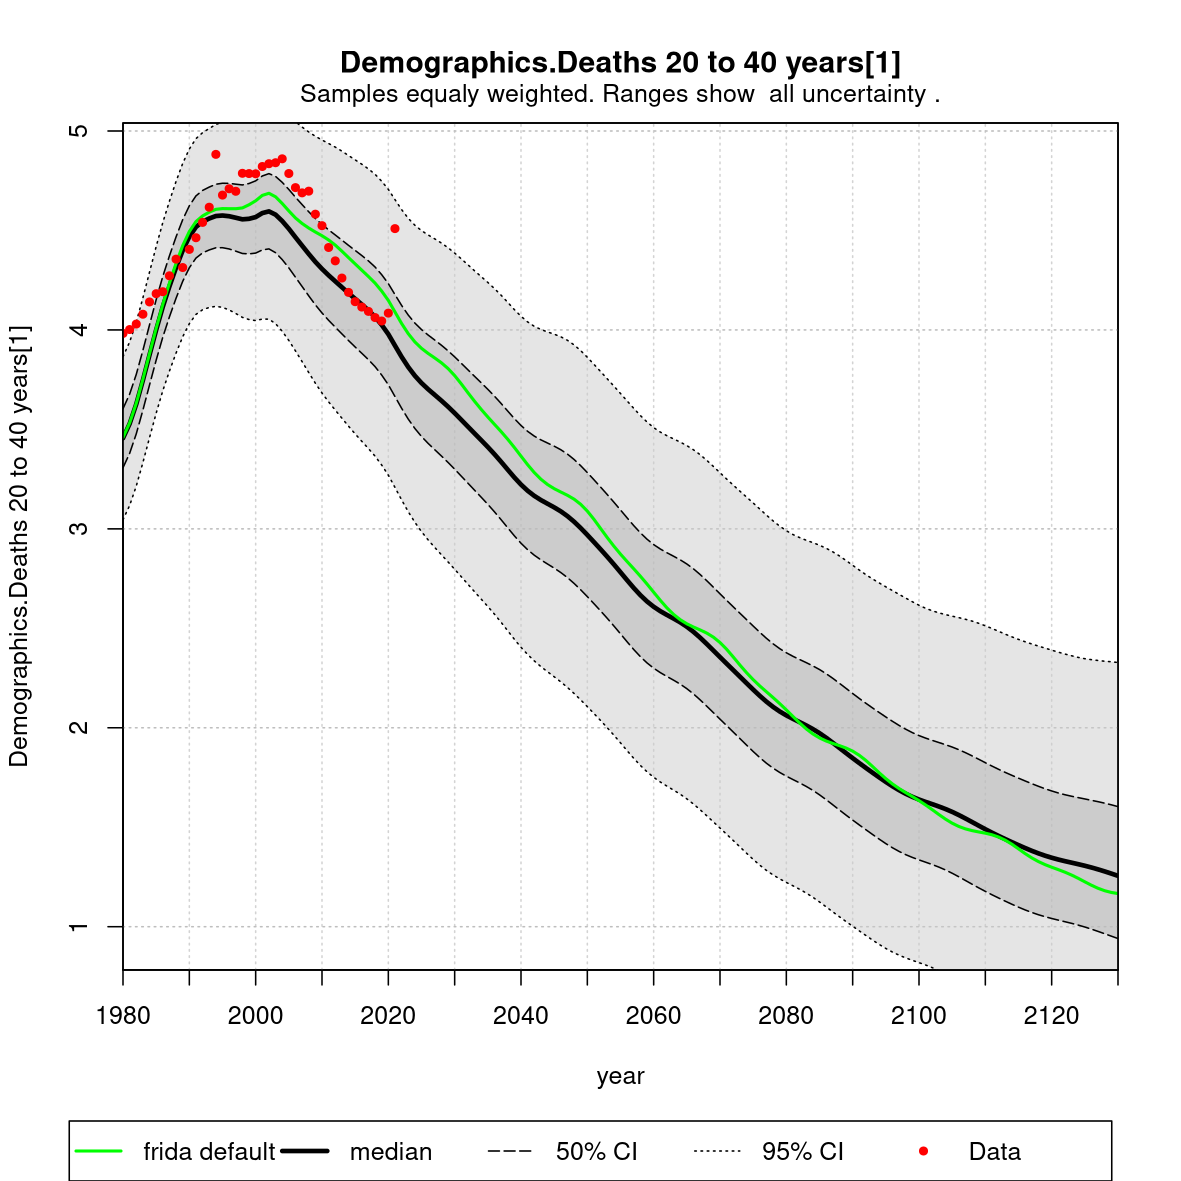 Demographics.Deaths 20 to 40 years[1]
Samples equaly weighted. Ranges show  all uncertainty .
Demographics.Deaths 20 to 40 years[1]
5
4
3
2
1
1980 2000 2020 2040 2060 2080 2100 2120
year
frida default median 50% CI 95% CI Data